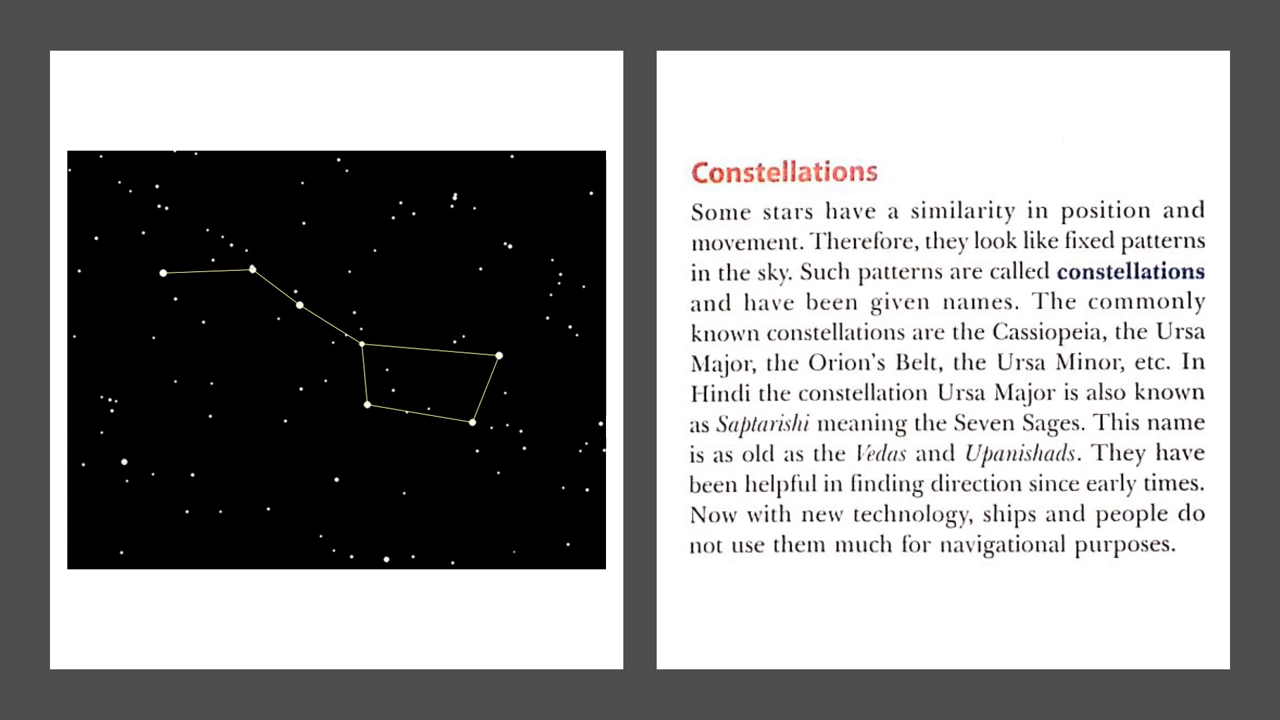 Constellations
Some stars have a similarity in position and
movement. Therefore, they look like fixed patterns
in the sky. Such patterns are called constellations
and have been given names. The commonly
known constellations are the Cassiopeia, the Ursa
Major, the Orion's Belt, the Ursa Minor, etc. In
Hindi the constellation Ursa Major is also known
as Saptarishi meaning the Seven Sages. This name
is as old as the Vedas and Upanishads. They have
been helpful in finding direction since early times.
Now with new technology, ships and people do
not use them much for navigational purposes.